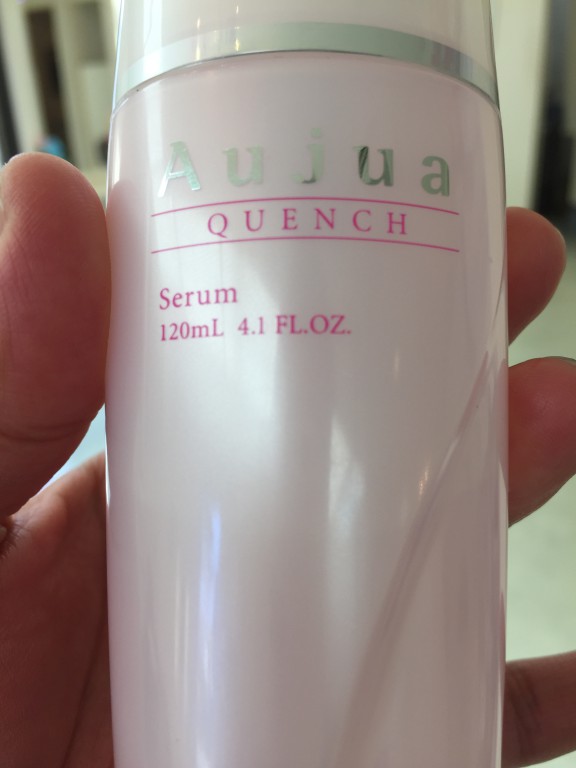 Aujua
QUENCH
Serum
120mL 4.1 FL.OZ.